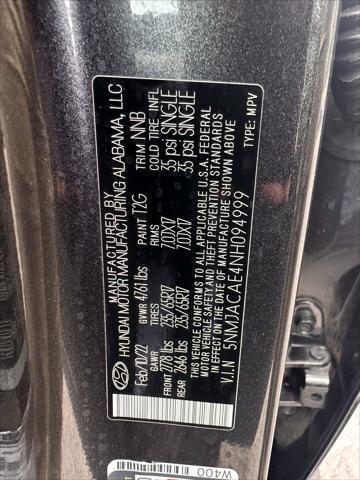 MANUFACTURED BY
HYUNDAI MOTOR MANUFACTURING ALABAMA, LLC
Feb/10/22 GVWR 4761 lbs PAINT T2G TRIM NNB
GAWR TIRES RIMS COLD TIRE INFL
FRONT 2778 lbs 235/65R17 7.0JX17 35 psi SINGLE
REAR 2646 lbs 235/65R17 7.0JX17 35 psi SINGLE
THIS VEHICLE CONFORMS TO ALL APPLICABLE U.S.A. FEDERAL
MOTOR VEHICLE SAFETY, BUMPER, AND THEFT PREVENTION STANDARDS
IN EFFECT ON THE DATE OF MANUFACTURE SHOWN ABOVE
V.I.N 5NMJACAE4NH094999 TYPE: MPV
W400